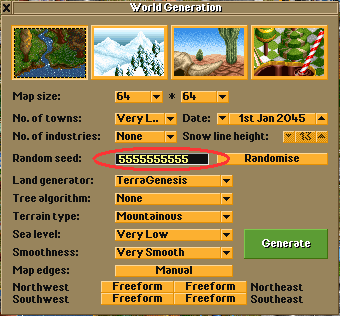 World Generation
Map size: 64 * 64
No. of towns: Very L.. Date: 1st Jan 2045
No. of industries: None Snow line height: 13
Random seed: 5555555555 Randomise
Land generator: TerraGenesis
Tree algorithm: None
Terrain type: Mountainous
Sea level: Very Low
Smoothness: Very Smooth Generate
Map edges: Manual
Northwest Freeform Freeform Northeast
Southwest Freeform Freeform Southeast